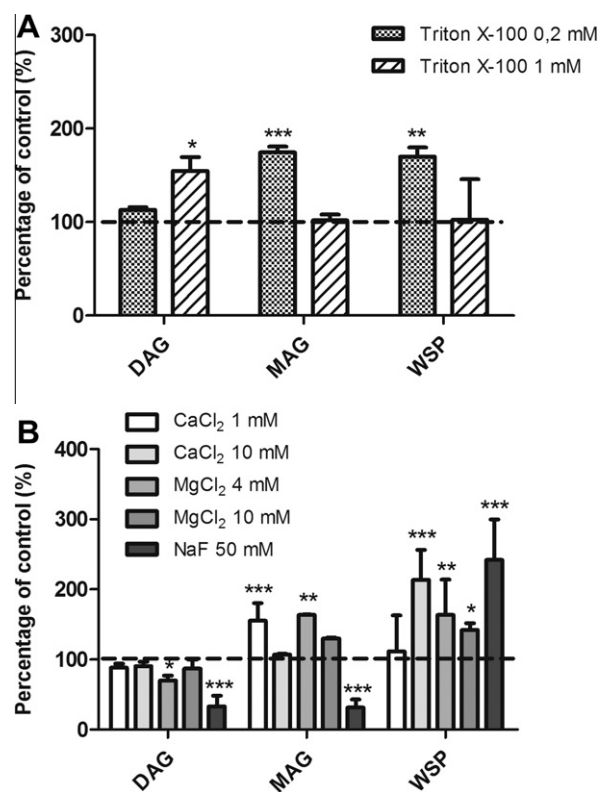 A
Percentage of control (%)
300
200
100
0
Triton X-100 0,2 mM
Triton X-100 1 mM
*
***
**
DAG
MAG
WSP
B
Percentage of control (%)
400
300
200
100
0
CaCl₂ 1 mM
CaCl₂ 10 mM
MgCl₂ 4 mM
MgCl₂ 10 mM
NaF 50 mM
*
***
***
**
***
***
**
*
***
DAG
MAG
WSP